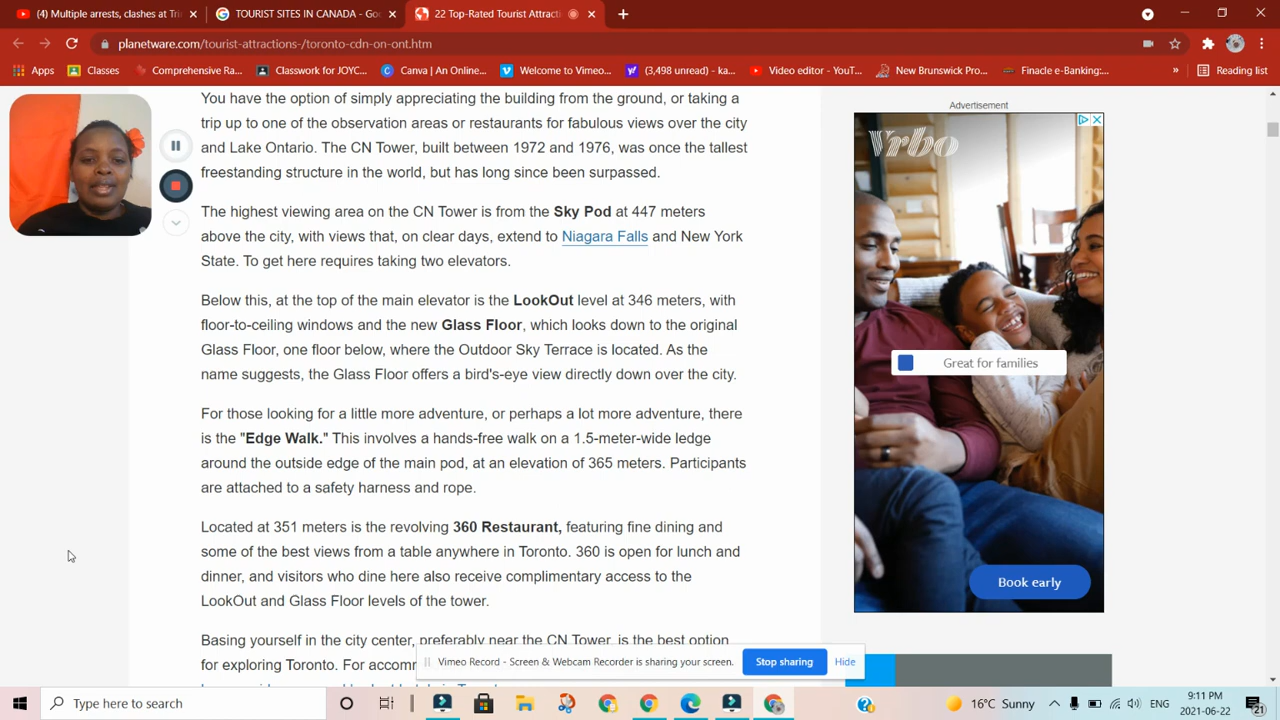 (4) Multiple arrests, clashes at Tri
TOURIST SITES IN CANADA - Goo
22 Top-Rated Tourist Attracti
planetware.com/tourist-attractions-/toronto-cdn-on-ont.htm
Apps
Classes
Comprehensive Ra...
Classwork for JOYC...
Canva | An Online...
Welcome to Vimeo...
(3,498 unread) - ka...
Video editor - YouT...
New Brunswick Pro...
Finacle e-Banking:...
»
Reading list
You have the option of simply appreciating the building from the ground, or taking a
trip up to one of the observation areas or restaurants for fabulous views over the city
and Lake Ontario. The CN Tower, built between 1972 and 1976, was once the tallest
freestanding structure in the world, but has long since been surpassed.
The highest viewing area on the CN Tower is from the Sky Pod at 447 meters
above the city, with views that, on clear days, extend to Niagara Falls and New York
State. To get here requires taking two elevators.
Below this, at the top of the main elevator is the LookOut level at 346 meters, with
floor-to-ceiling windows and the new Glass Floor, which looks down to the original
Glass Floor, one floor below, where the Outdoor Sky Terrace is located. As the
name suggests, the Glass Floor offers a bird's-eye view directly down over the city.
For those looking for a little more adventure, or perhaps a lot more adventure, there
is the "Edge Walk." This involves a hands-free walk on a 1.5-meter-wide ledge
around the outside edge of the main pod, at an elevation of 365 meters. Participants
are attached to a safety harness and rope.
Located at 351 meters is the revolving 360 Restaurant, featuring fine dining and
some of the best views from a table anywhere in Toronto. 360 is open for lunch and
dinner, and visitors who dine here also receive complimentary access to the
LookOut and Glass Floor levels of the tower.
Basing yourself in the city center, preferably near the CN Tower, is the best option
for exploring Toronto. For accom
Advertisement
Vrbo
Great for families
Book early
Vimeo Record - Screen & Webcam Recorder is sharing your screen.
Stop sharing
Hide
Type here to search
16°C Sunny
ENG
9:11 PM
2021-06-22
21